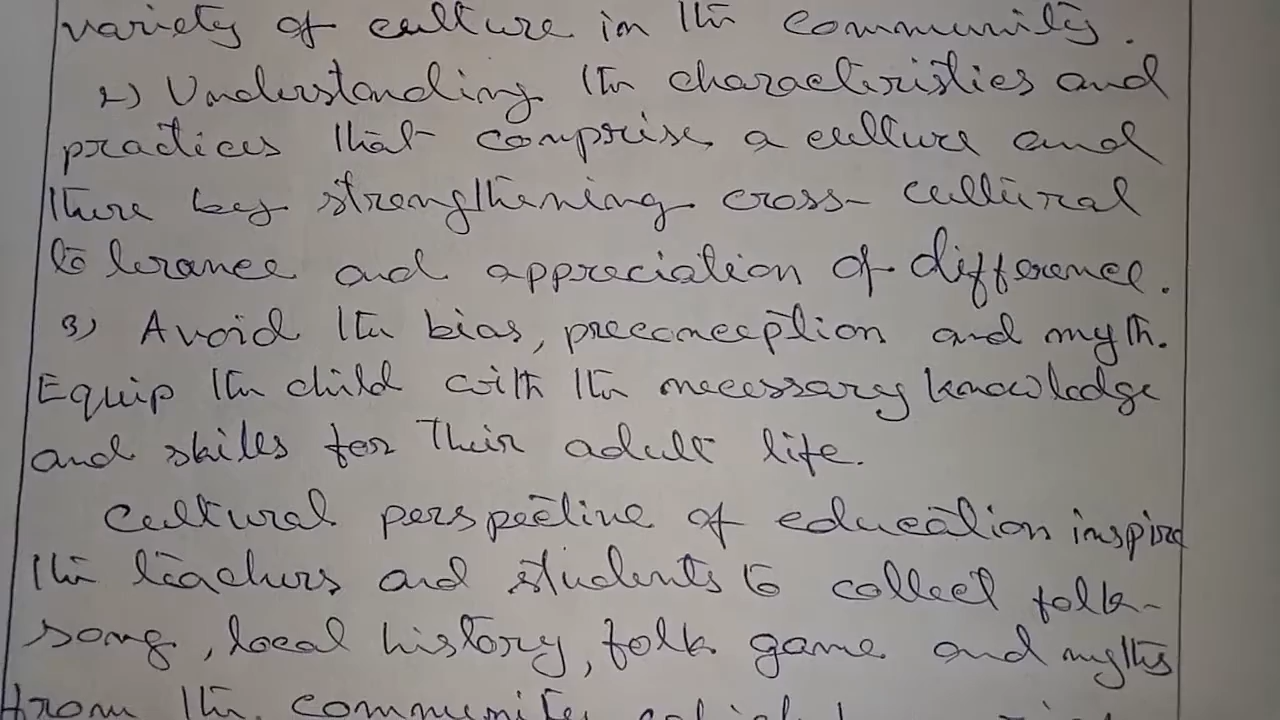 variety of culture in the community.
2) Understanding the characteristics and
practices that comprise a culture and
there by strengthening cross-cultural
tolerance and appreciation of difference.
3) Avoid the bias, preconception and myth.
Equip the child with the necessary knowledge
and skills for their adult life.
Cultural perspective of education inspire
the teachers and students to collect folk-
song, local history, folk game and myths
from the community